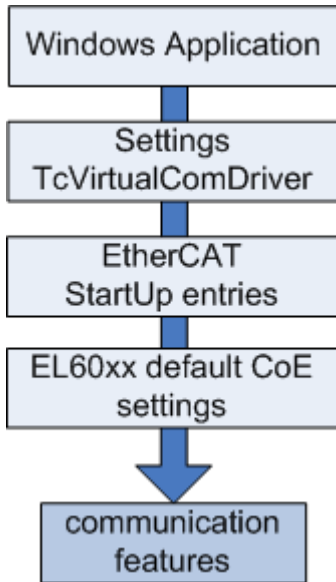 Windows Application
Settings
TcVirtualComDriver
EtherCAT
StartUp entries
EL60xx default CoE
settings
communication
features